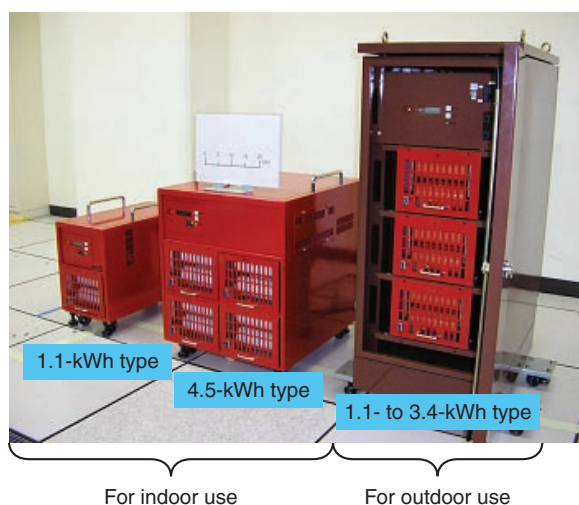 1.1-kWh type
4.5-kWh type
1.1- to 3.4-kWh type
For indoor use
For outdoor use